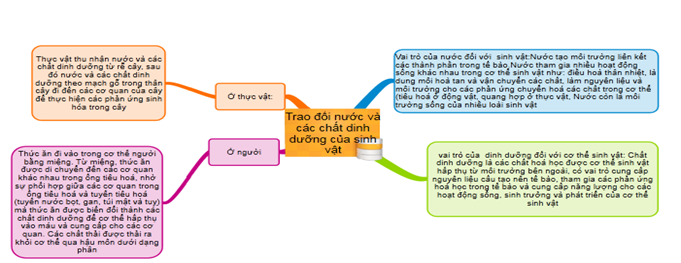 Thực vật thu nhận nước và các
chất dinh dưỡng từ rễ cây, sau
đó nước và các chất dinh
dưỡng theo mạch gỗ trong thân
cây đi đến các cơ quan của cây
để thực hiện các phản ứng sinh
hóa trong cây
Ở thực vật:
Thức ăn đi vào trong cơ thể người
bằng miệng. Từ miệng, thức ăn
được di chuyển đến các cơ quan
khác nhau trong ống tiêu hoá, nhờ
sự phối hợp giữa các cơ quan trong
ống tiêu hoá và tuyến tiêu hoá
(tuyến nước bọt, gan, túi mật và tuỵ)
mà thức ăn được biến đổi thành các
chất dinh dưỡng để cơ thể hấp thụ
vào máu và cung cấp cho các cơ
quan. Các chất thải được thải ra
khỏi cơ thể qua hậu môn dưới dạng
phân
Ở người
Trao đổi nước và
các chất dinh
dưỡng của sinh
vật
Vai trò của nước đối với sinh vật:Nước tạo môi trường liên kết
các thành phần trong tế bào.Nước tham gia nhiều hoạt động
sống khác nhau trong cơ thể sinh vật như: điều hoà thân nhiệt, là
dung môi hoà tan và vận chuyển các chất, làm nguyên liệu và
môi trường cho các phản ứng chuyển hoá các chất trong cơ thể
(tiêu hoá ở động vật, quang hợp ở thực vật, Nước còn là môi
trường sống của nhiều loài sinh vật
vai trò của dinh dưỡng đối với cơ thể sinh vật: Chất
dinh dưỡng là các chất hoá học được cơ thể sinh vật
hấp thụ từ môi trường bên ngoài, có vai trò cung cấp
nguyên liệu cấu tạo nên tế bào, tham gia các phản ứng
hoá học trong tế bào và cung cấp năng lượng cho các
hoạt động sống, sinh trưởng và phát triển của cơ thể
sinh vật